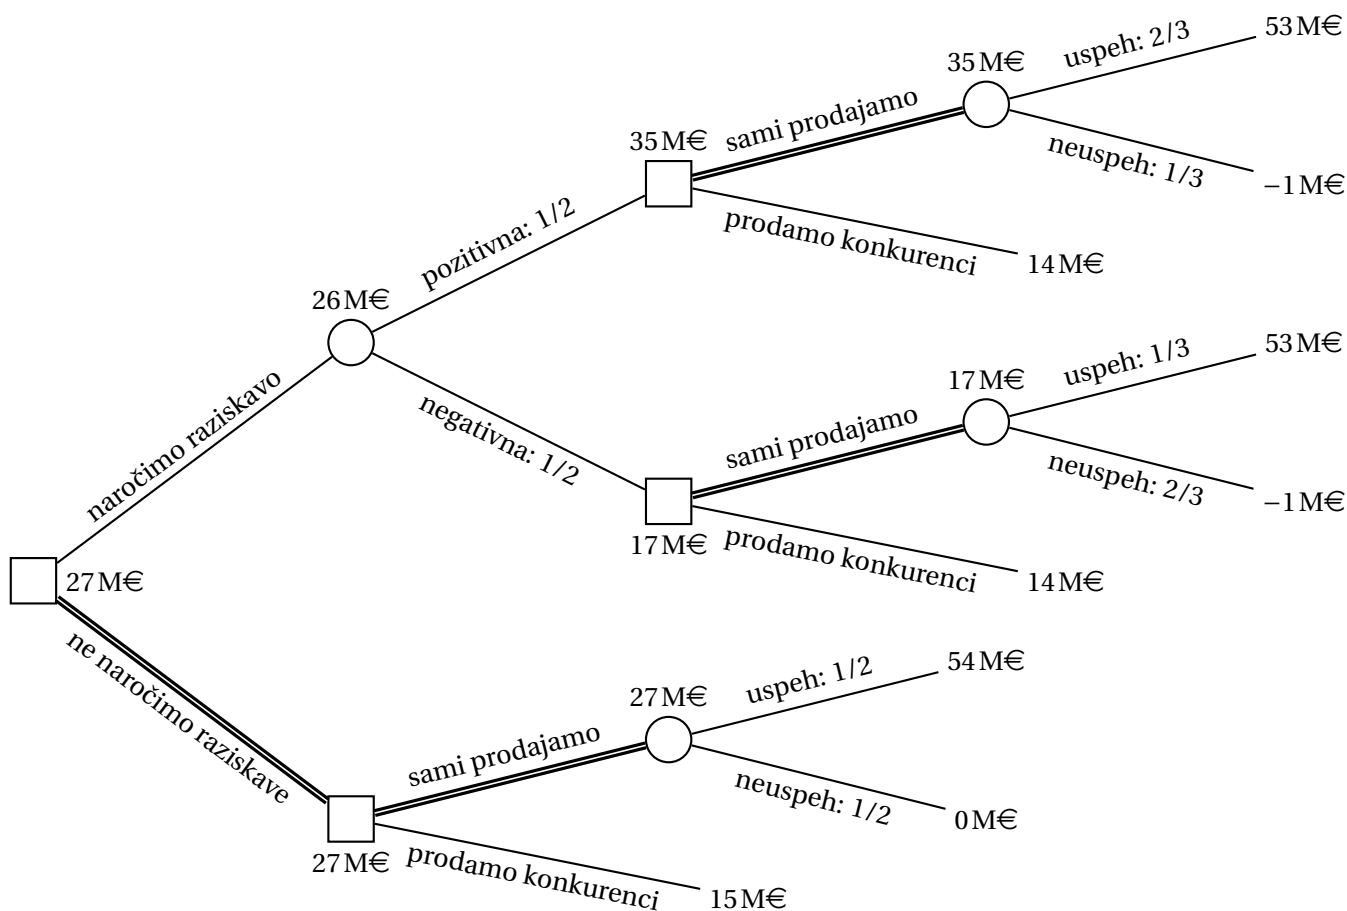 53 M€
uspeh: 2/3
35 M€
sami prodajamo
neuspeh: 1/3
–1 M€
35 M€
prodamo konkurenci
14 M€
pozitivna: 1/2
26 M€
negativna: 1/2
53 M€
uspeh: 1/3
17 M€
sami prodajamo
neuspeh: 2/3
–1 M€
17 M€
prodamo konkurenci
14 M€
naročimo raziskavo
27 M€
ne naročimo raziskave
54 M€
uspeh: 1/2
27 M€
sami prodajamo
neuspeh: 1/2
0 M€
27 M€
prodamo konkurenci
15 M€